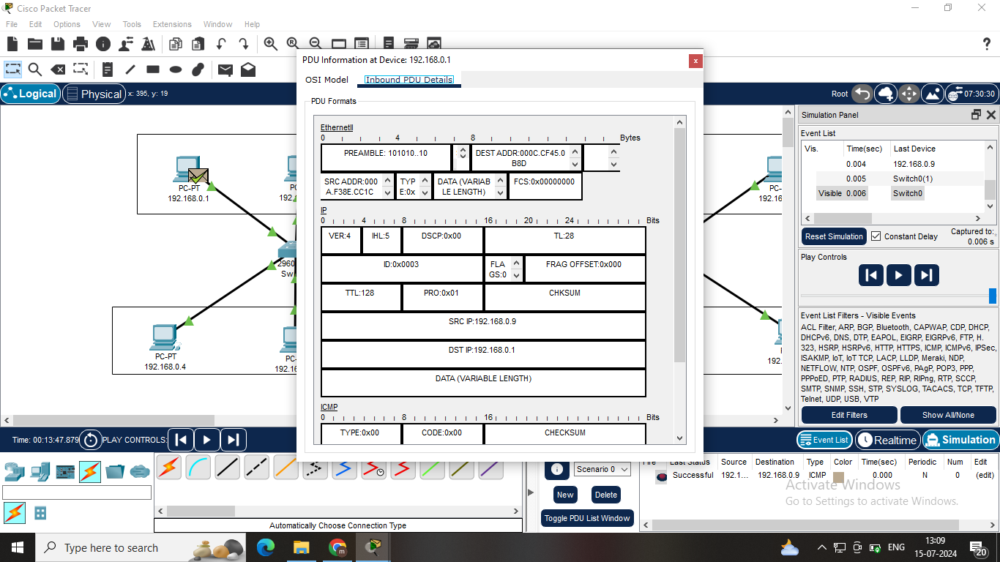 Cisco Packet Tracer
File Edit Options View Tools Extensions Window Help
Logical Physical x: 395, y: 19
Root 07:30:30
PDU Information at Device: 192.168.0.1
OSI Model Inbound PDU Details
PDU Formats
EthernetII
0 4 8 Bytes
PREAMBLE: 101010..10
DEST ADDR:000C.CF45.0
B8D
SRC ADDR:000
A.F38E.CC1C
TYP
E:0x
DATA (VARIAB
LE LENGTH)
FCS:0x00000000
IP
0 4 8 16 20 24 Bits
VER:4 IHL:5 DSCP:0x00 TL:28
ID:0x0003 FLA
GS:0 FRAG OFFSET:0x000
TTL:128 PRO:0x01 CHKSUM
SRC IP:192.168.0.9
DST IP:192.168.0.1
DATA (VARIABLE LENGTH)
ICMP
0 8 16 Bits
TYPE:0x00 CODE:0x00 CHECKSUM
PC-PT
192.168.0.1
PC-PT
192.168.0.4
2960
Swi
PC-
192.16
PC-
192.16
192.
Simulation Panel
Event List
Vis. Time(sec) Last Device
0.004 192.168.0.9
0.005 Switch0(1)
Visible 0.006 Switch0
Reset Simulation Constant Delay Captured to:
0.006 s
Play Controls
Event List Filters - Visible Events
ACL Filter, ARP, BGP, Bluetooth, CAPWAP, CDP, DHCP,
DHCPv6, DNS, DTP, EAPOL, EIGRP, EIGRPv6, FTP, H.
323, HSRP, HSRPv6, HTTP, HTTPS, ICMP, ICMPv6, IPSec,
ISAKMP, IoT, IoT TCP, LACP, LLDP, Meraki, NDP,
NETFLOW, NTP, OSPF, OSPFv6, PAgP, POP3, PPP,
PPPoED, PTP, RADIUS, REP, RIP, RIPng, RTP, SCCP,
SMTP, SNMP, SSH, STP, SYSLOG, TACACS, TCP, TFTP,
Telnet, UDP, USB, VTP
Edit Filters Show All/None
Time: 00:13:47.879 PLAY CONTROLS:
Event List Realtime Simulation
Automatically Choose Connection Type
Scenario 0
New Delete
Toggle PDU List Window
Fire Last Status Source Destination Type Color Time(sec) Periodic Num Edit
Successful 192.1... 192.168.0.9 ICMP 0.000 N 0 (edit)
Activate Windows
Go to Settings to activate Windows.
Type here to search
ENG
13:09
15-07-2024
20